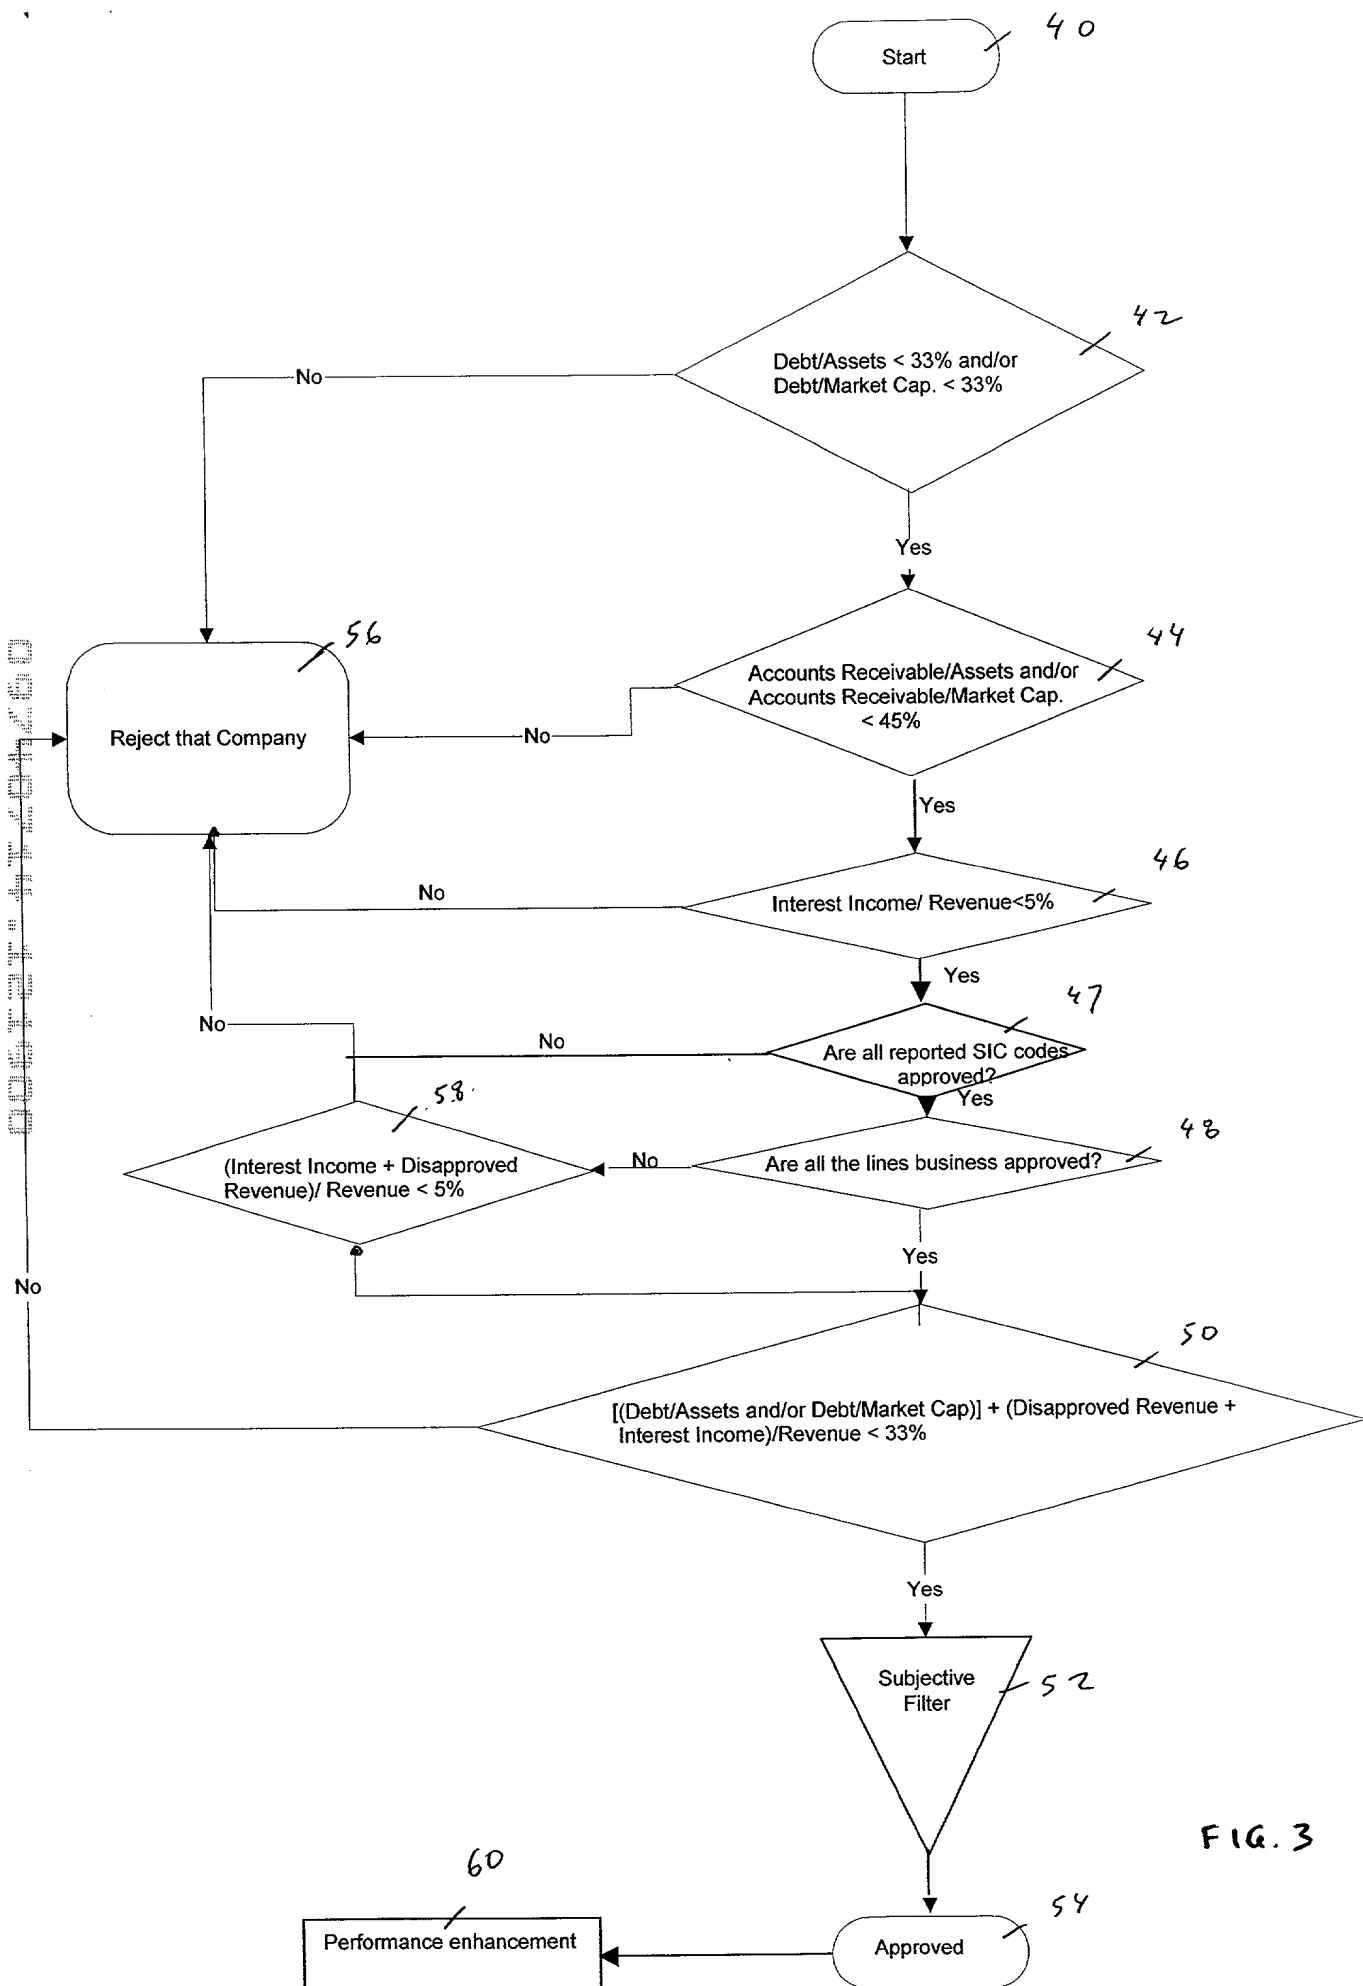 40
Start
42
Debt/Assets < 33% and/or
Debt/Market Cap. < 33%
No
Yes
56
44
Accounts Receivable/Assets and/or
Accounts Receivable/Market Cap.
< 45%
Reject that Company
No
Yes
46
No
Interest Income/ Revenue<5%
Yes
47
No
No
Are all reported SIC codes
approved?
Yes
58
48
(Interest Income + Disapproved
Revenue)/ Revenue < 5%
No
Are all the lines business approved?
Yes
No
50
[(Debt/Assets and/or Debt/Market Cap)] + (Disapproved Revenue +
Interest Income)/Revenue < 33%
Yes
Subjective
Filter
52
FIG. 3
60
54
Performance enhancement
Approved